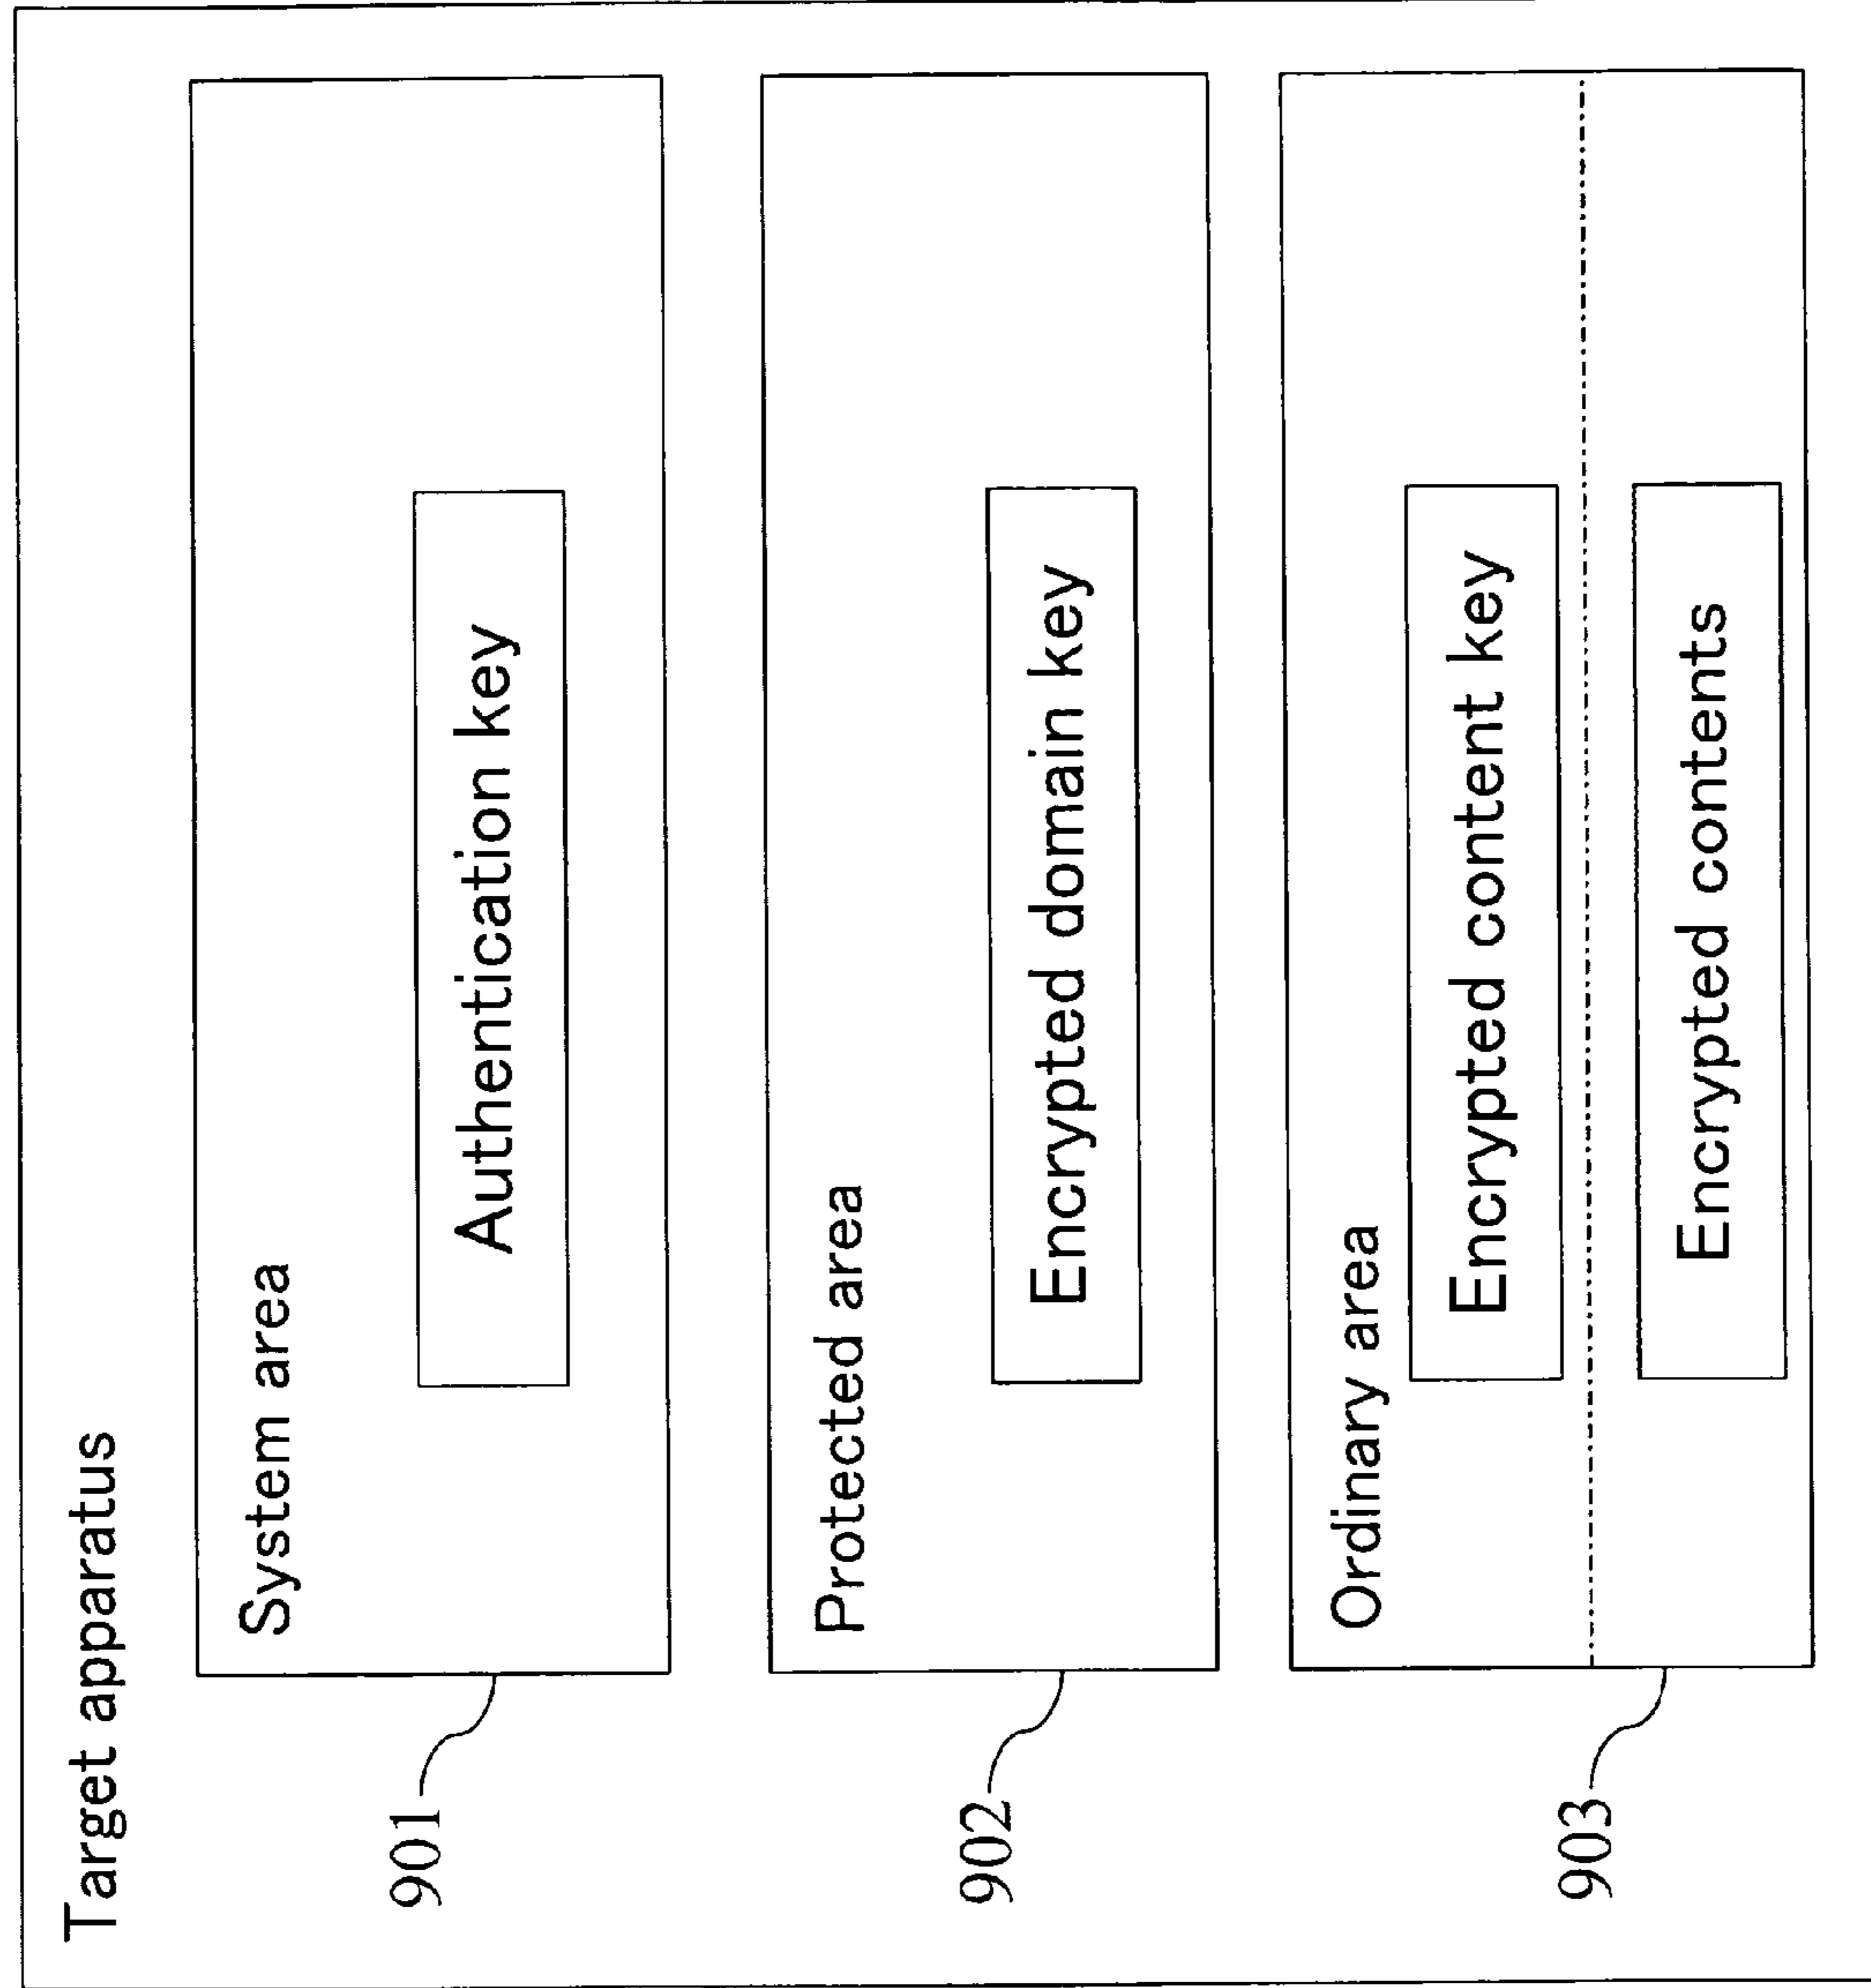 Target apparatus
901
System area
Authentication key
902
Protected area
Encrypted domain key
903
Ordinary area
Encrypted content key
Encrypted contents